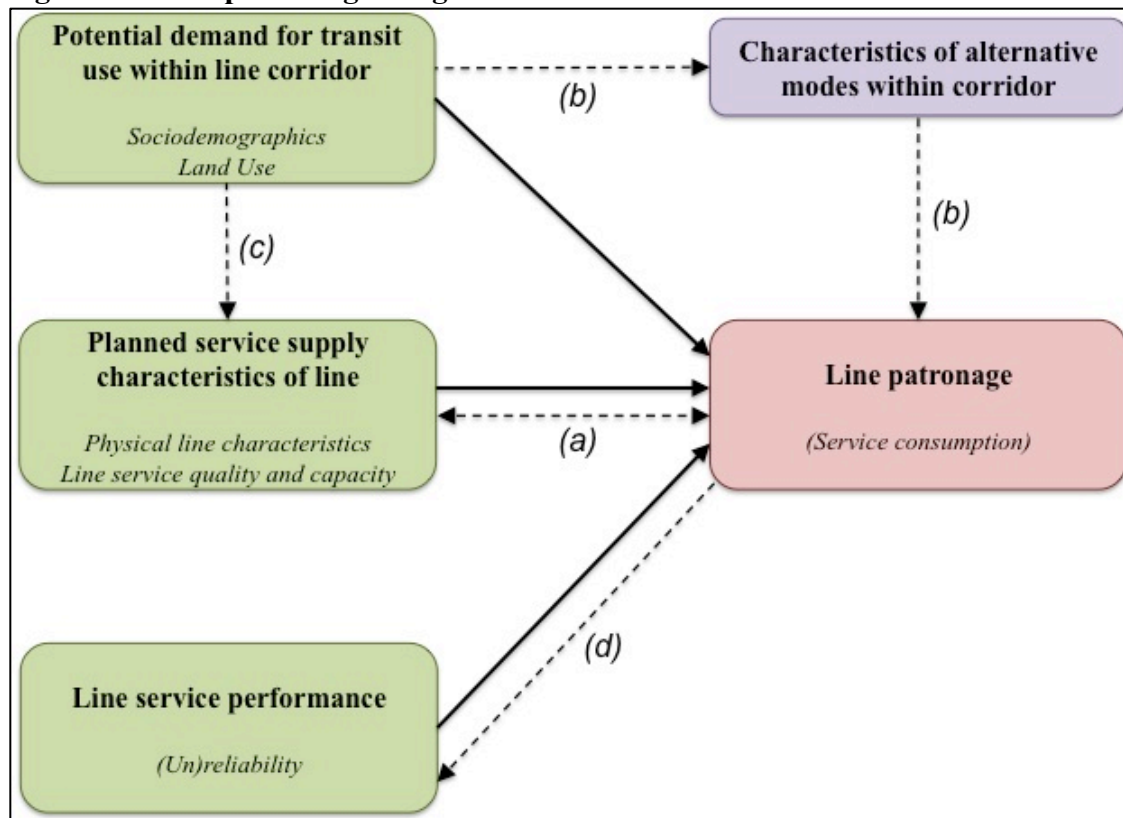 Potential demand for transit
use within line corridor
Sociodemographics
Land Use
(b)
Characteristics of alternative
modes within corridor
(c)
(b)
Planned service supply
characteristics of line
Physical line characteristics
Line service quality and capacity
(a)
Line patronage
(Service consumption)
(d)
Line service performance
(Un)reliability